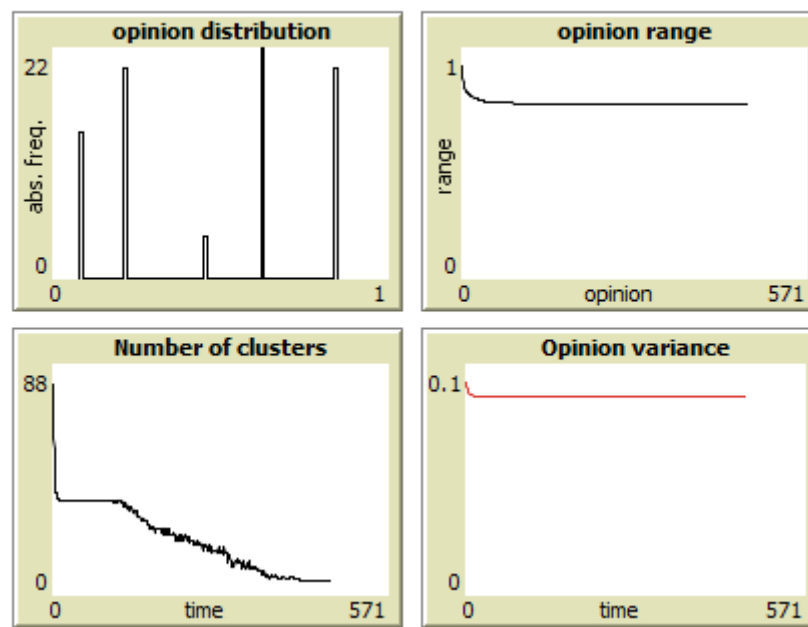 opinion distribution
22
abs. freq.
0
0 1
opinion range
1
range
0
0 opinion 571
Number of clusters
88
0
0 time 571
Opinion variance
0.1
0
0 time 571